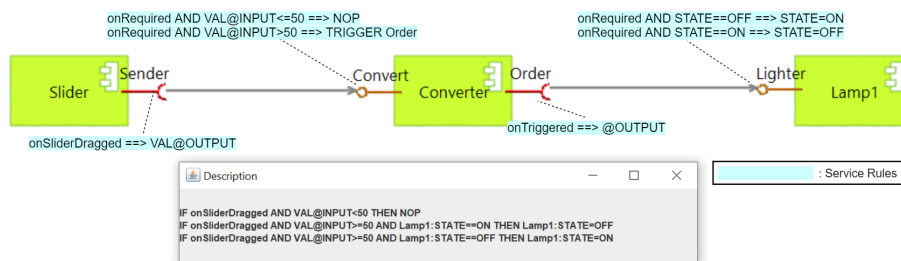 onRequired AND VAL@INPUT<=50 ==> NOP
onRequired AND VAL@INPUT>50 ==> TRIGGER Order
onRequired AND STATE==OFF ==> STATE=ON
onRequired AND STATE==ON ==> STATE=OFF
Slider
Sender
Convert
Converter
Order
Lighter
Lamp1
onSliderDragged ==> VAL@OUTPUT
onTriggered ==> @OUTPUT
Description
: Service Rules
IF onSliderDragged AND VAL@INPUT<50 THEN NOP
IF onSliderDragged AND VAL@INPUT>=50 AND Lamp1:STATE==ON THEN Lamp1:STATE=OFF
IF onSliderDragged AND VAL@INPUT>=50 AND Lamp1:STATE==OFF THEN Lamp1:STATE=ON